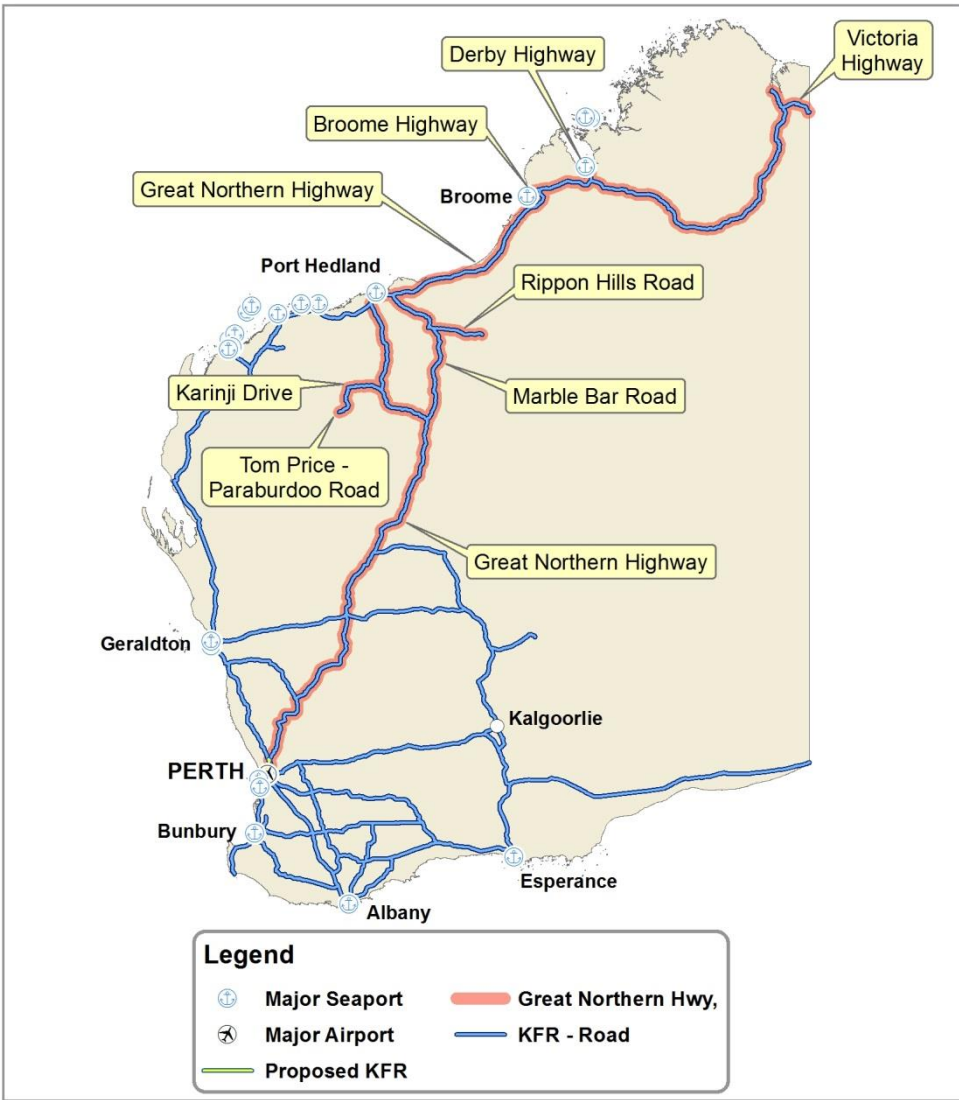 Victoria
Highway
Derby Highway
Broome Highway
Great Northern Highway
Broome
Port Hedland
Rippon Hills Road
Karinji Drive
Marble Bar Road
Tom Price -
Paraburdoo Road
Great Northern Highway
Geraldton
Kalgoorlie
PERTH
Bunbury
Esperance
Albany
Legend
Major Seaport
Great Northern Hwy,
Major Airport
KFR - Road
Proposed KFR